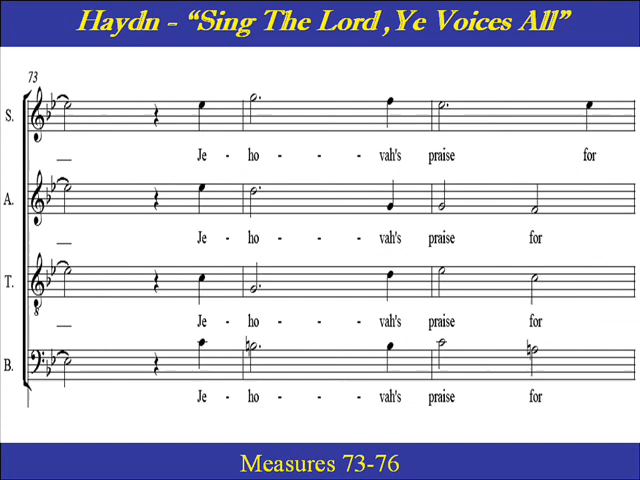 Haydn - “Sing The Lord ,Ye Voices All”
73
S.
Je - ho - - - vah's praise for
A.
Je - ho - - - vah's praise for
T.
Je - ho - - - vah's praise for
B.
Je - ho - - - vah's praise for
Measures 73-76